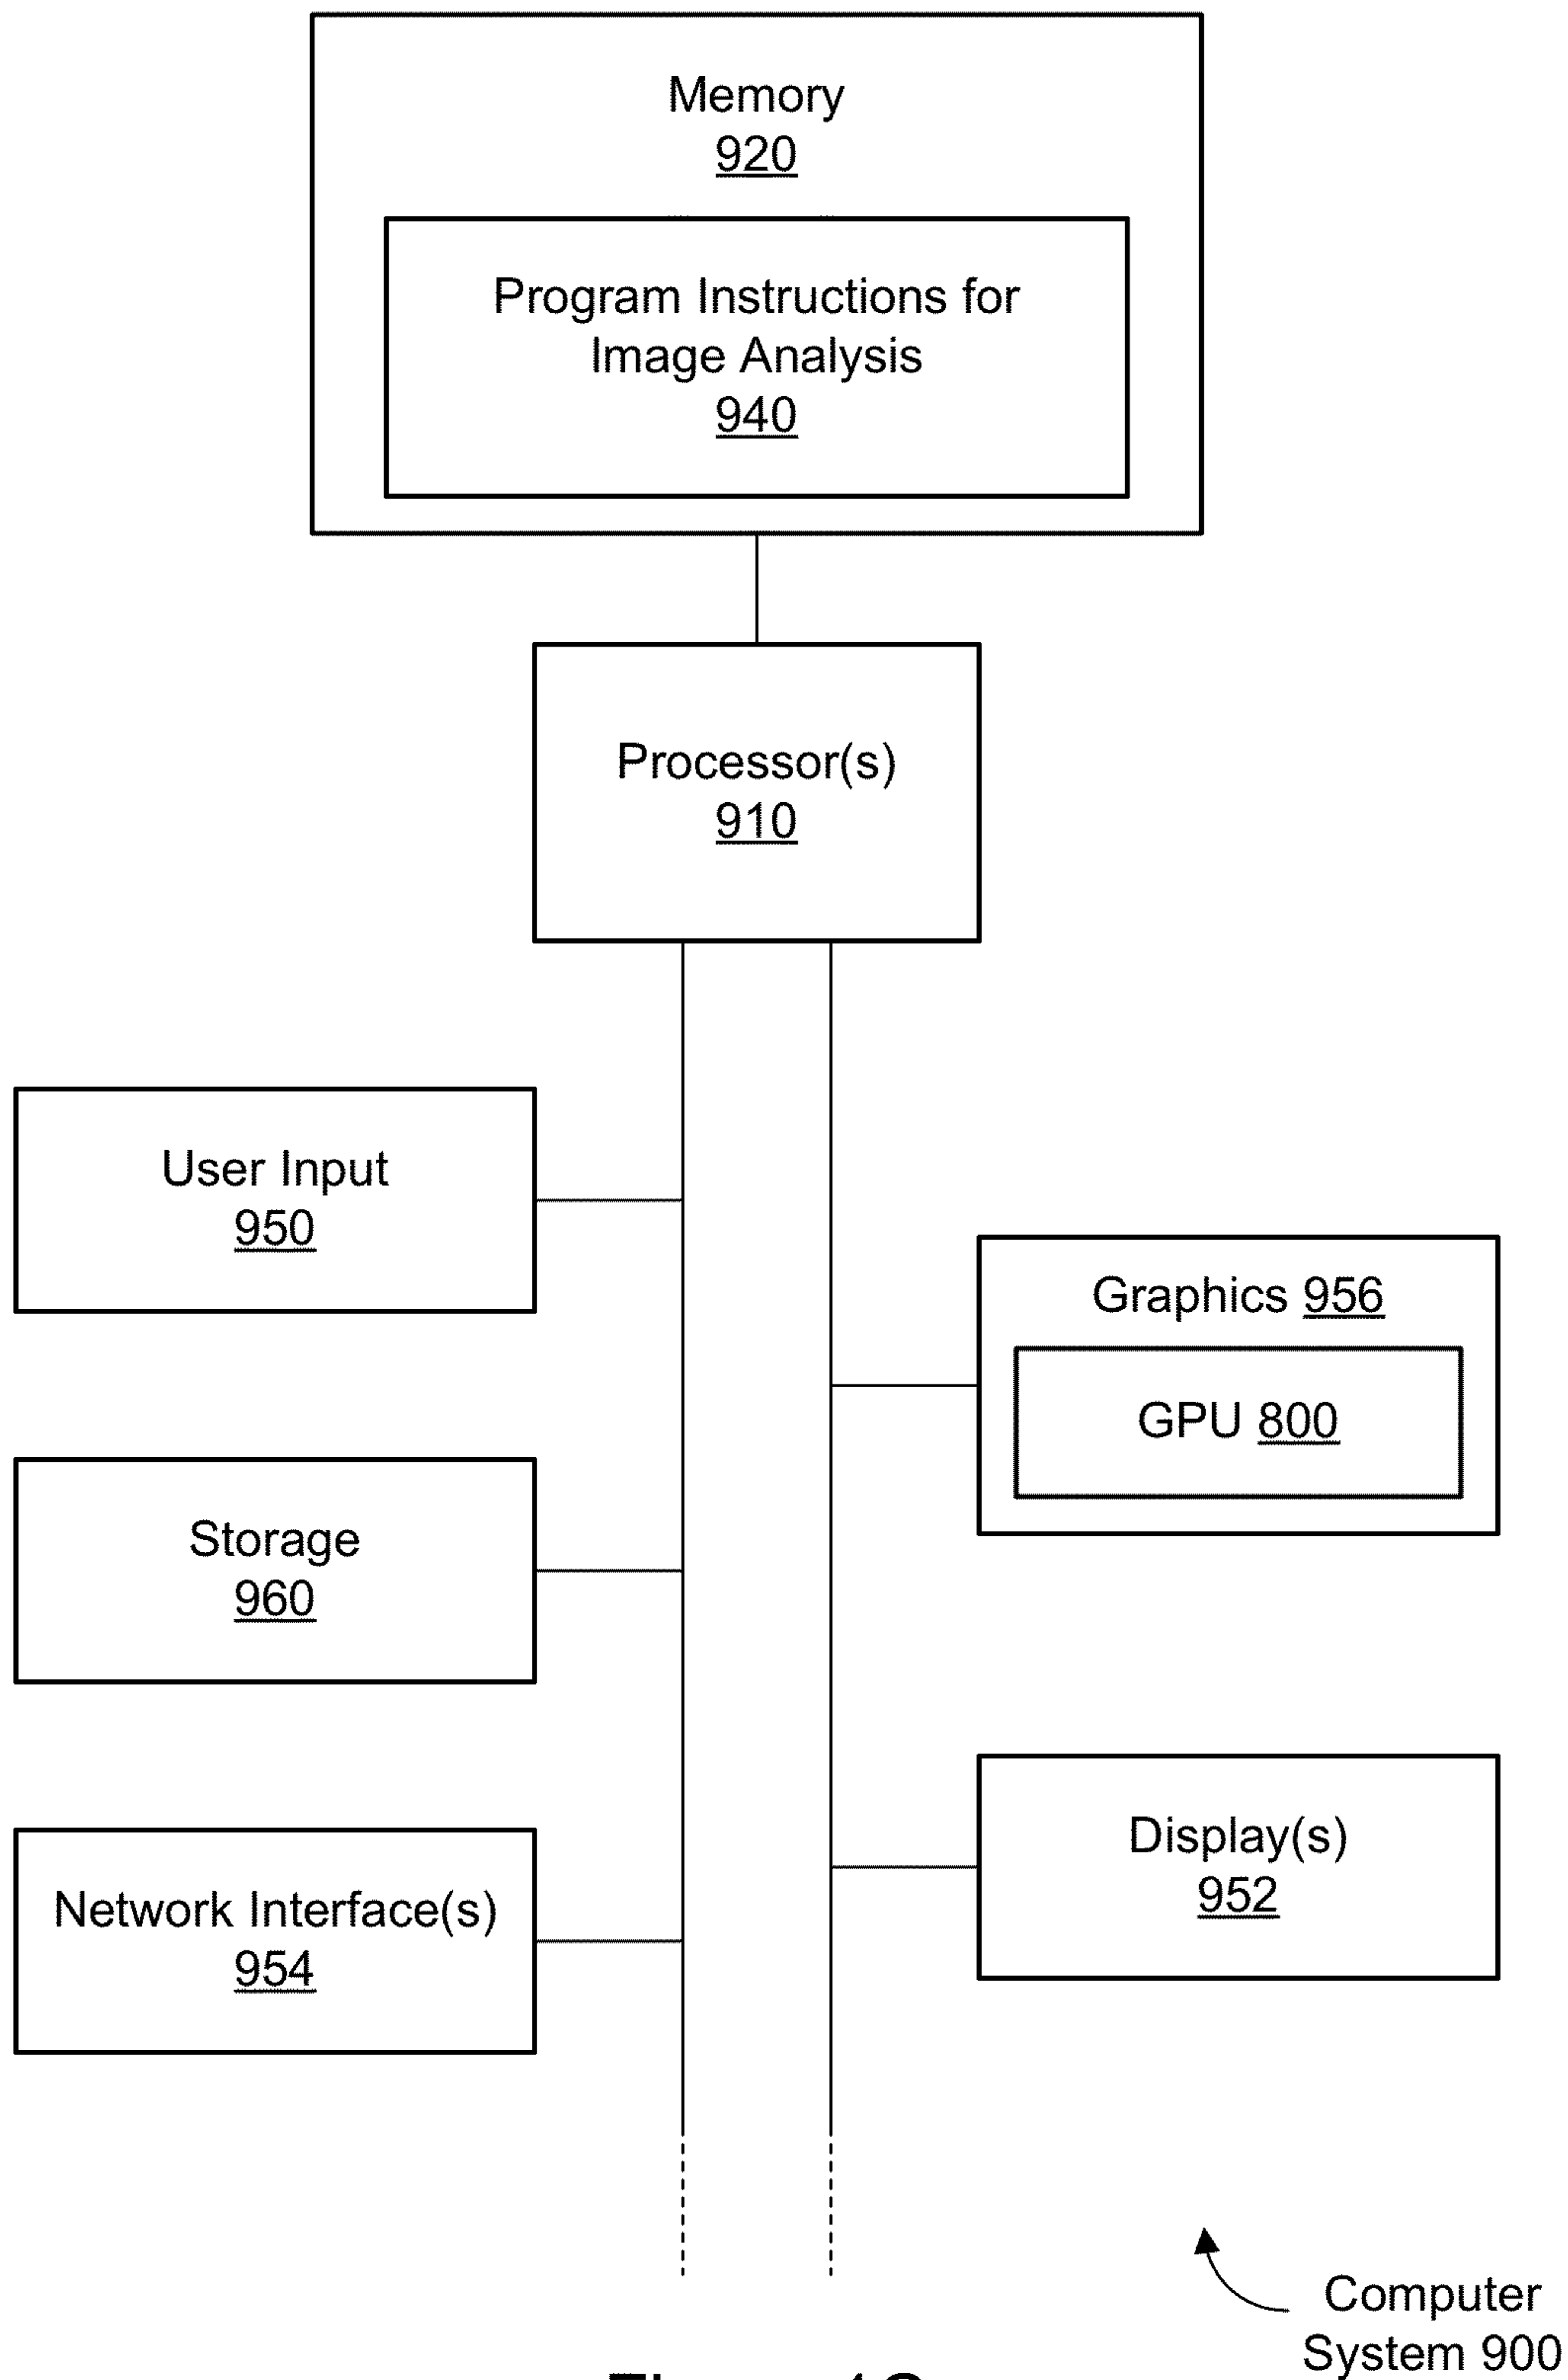 Memory
920
Program Instructions for
Image Analysis
940
Processor(s)
910
User Input
950
Graphics 956
GPU 800
Storage
960
Display(s)
952
Network Interface(s)
954
Computer
System 900